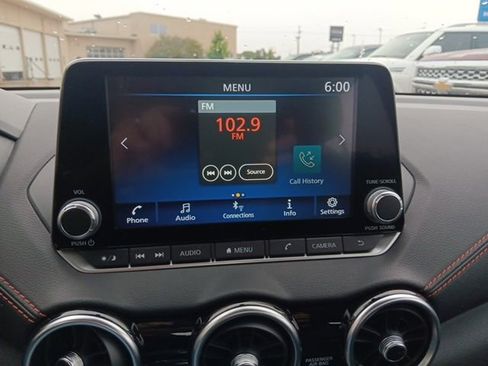 MENU
6:00
FM
102.9
FM
Source
Call History
Phone
Audio
Connections
Info
Settings
VOL
PUSH
TUNE·SCROLL
PUSH SOUND
AUDIO
MENU
CAMERA
PASSENGER
AIR BAG